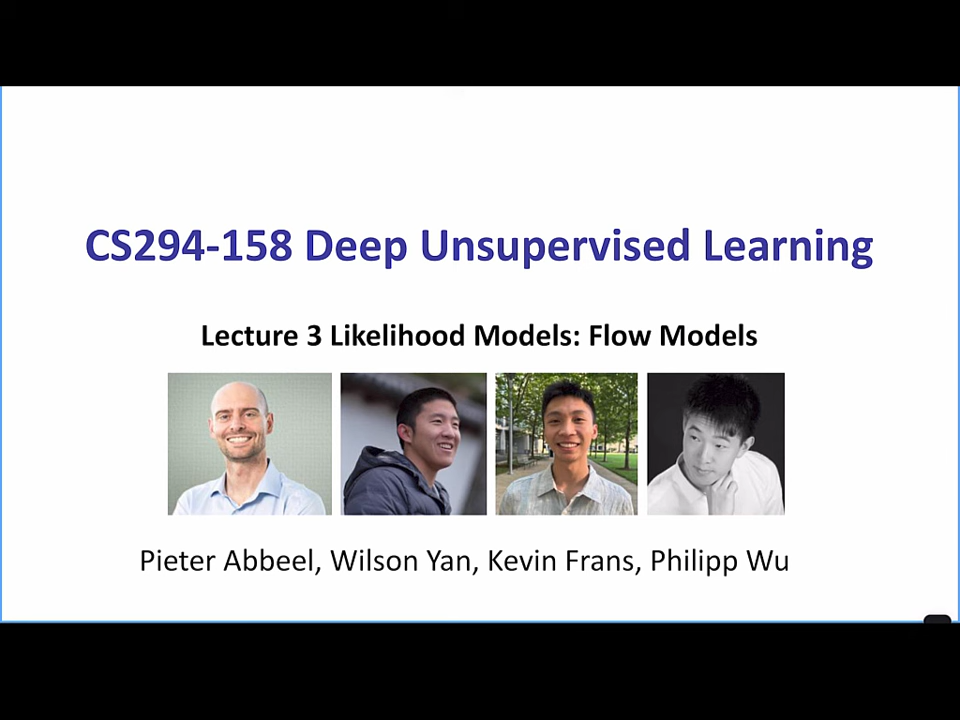 CS294-158 Deep Unsupervised Learning
Lecture 3 Likelihood Models: Flow Models
Pieter Abbeel, Wilson Yan, Kevin Frans, Philipp Wu